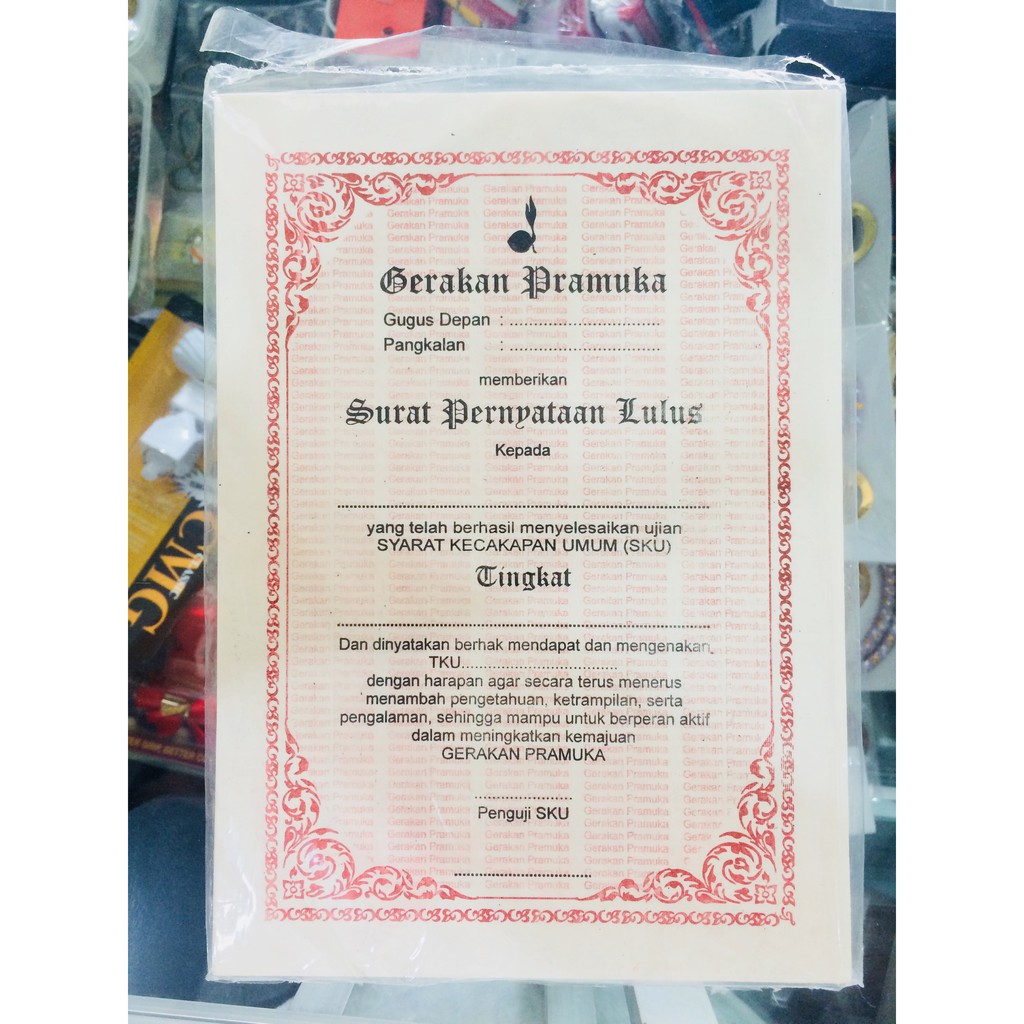 Gerakan Pramuka
Gugus Depan : ................................
Pangkalan : ................................
memberikan
Surat Pernyataan Lulus
Kepada
................................................................................
yang telah berhasil menyelesaikan ujian
SYARAT KECAKAPAN UMUM (SKU)
Tingkat
................................................................................
Dan dinyatakan berhak mendapat dan mengenakan
TKU.................................
dengan harapan agar secara terus menerus
menambah pengetahuan, ketrampilan, serta
pengalaman, sehingga mampu untuk berperan aktif
dalam meningkatkan kemajuan
GERAKAN PRAMUKA
......................
Penguji SKU
..............................
CMG
CLASSIC